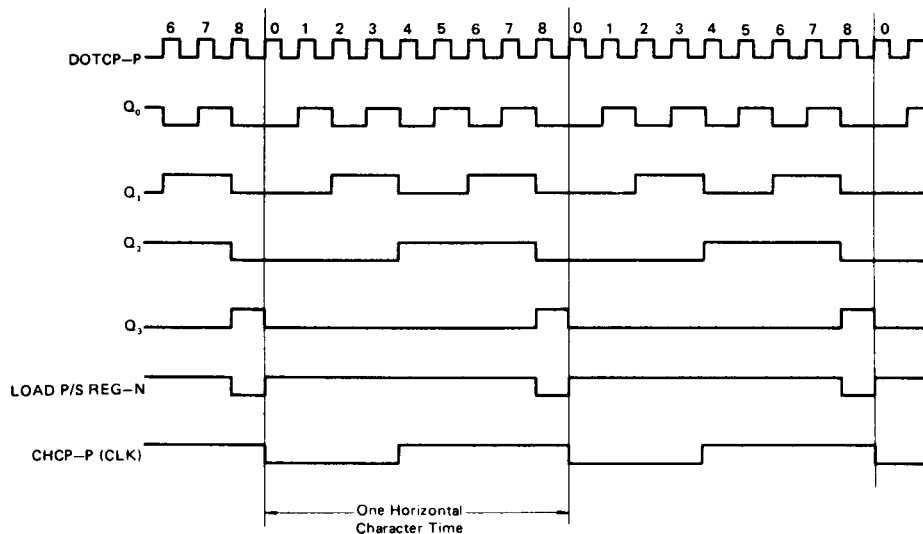 6 7 8 0 1 2 3 4 5 6 7 8 0 1 2 3 4 5 6 7 8 0
DOTCP–P
Q₀
Q₁
Q₂
Q₃
LOAD P/S REG–N
CHCP–P (CLK)
One Horizontal
Character Time